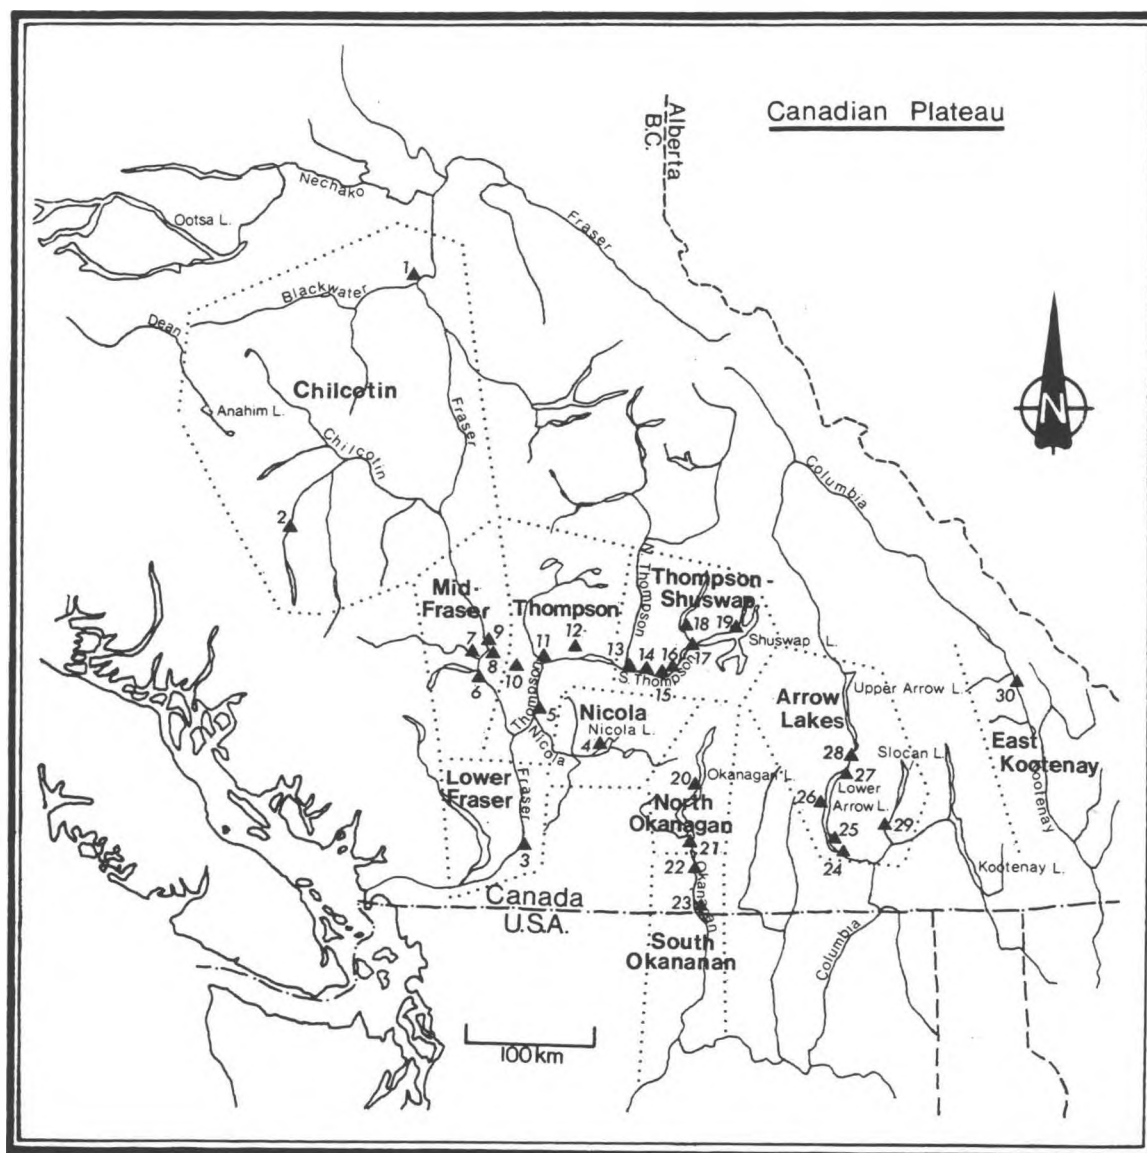 Canadian Plateau
Alberta
B.C.
Nechako
Ootsa L.
Fraser
1
Blackwater
Dean
Chilcotin
Anahim L.
Fraser
Chilcotin
N
2
Columbia
N. Thompson
Mid-
Fraser
Thompson
Thompson-
Shuswap
9
7
8
6
10
11
12
13
14
16
15
17
18
19
Shuswap L.
S. Thompson
Thompson
5
Nicola
Nicola
Nicola L.
4
Upper Arrow L.
30
Arrow
Lakes
East
Kootenay
Kootenay
28
27
Slocan L.
Lower
Arrow L.
26
25
24
29
Kootenay L.
20
Okanagan L.
North
Okanagan
21
22
Okanagan
23
Lower
Fraser
Fraser
3
Canada
U.S.A.
South
Okananan
Columbia
100km